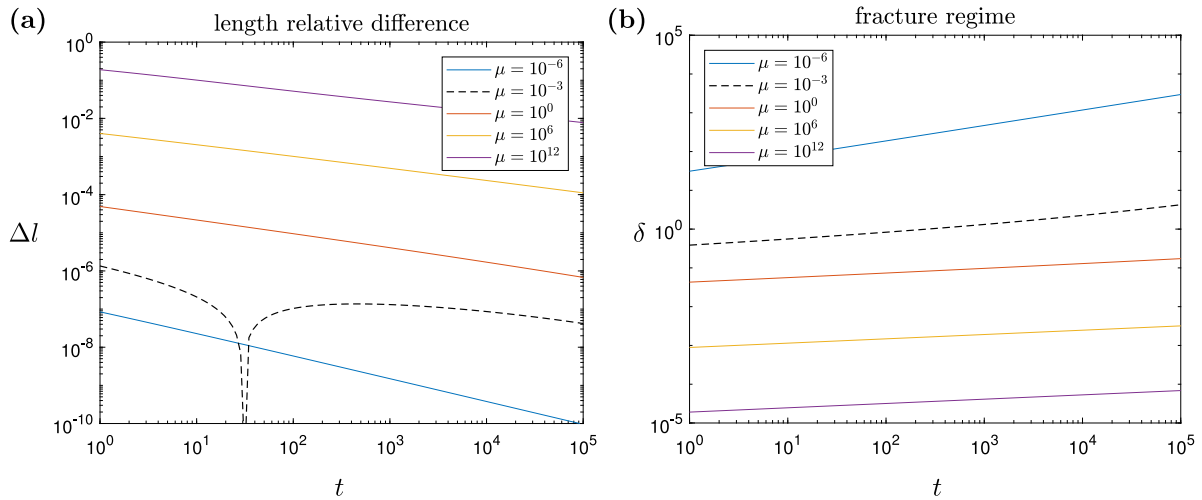 (a)
length relative difference
10^0
10^-2
10^-4
10^-6
10^-8
10^-10
Δl
μ = 10^-6
μ = 10^-3
μ = 10^0
μ = 10^6
μ = 10^12
10^0
10^1
10^2
10^3
10^4
10^5
t
(b)
fracture regime
10^5
10^0
10^-5
δ
μ = 10^-6
μ = 10^-3
μ = 10^0
μ = 10^6
μ = 10^12
10^0
10^1
10^2
10^3
10^4
10^5
t